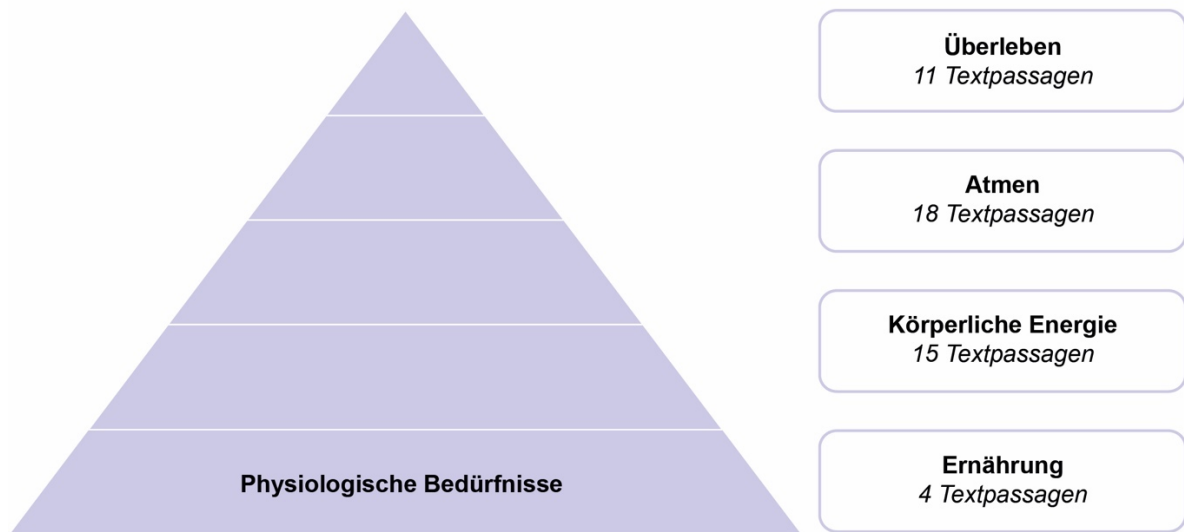 Überleben
11 Textpassagen
Atmen
18 Textpassagen
Körperliche Energie
15 Textpassagen
Physiologische Bedürfnisse
Ernährung
4 Textpassagen